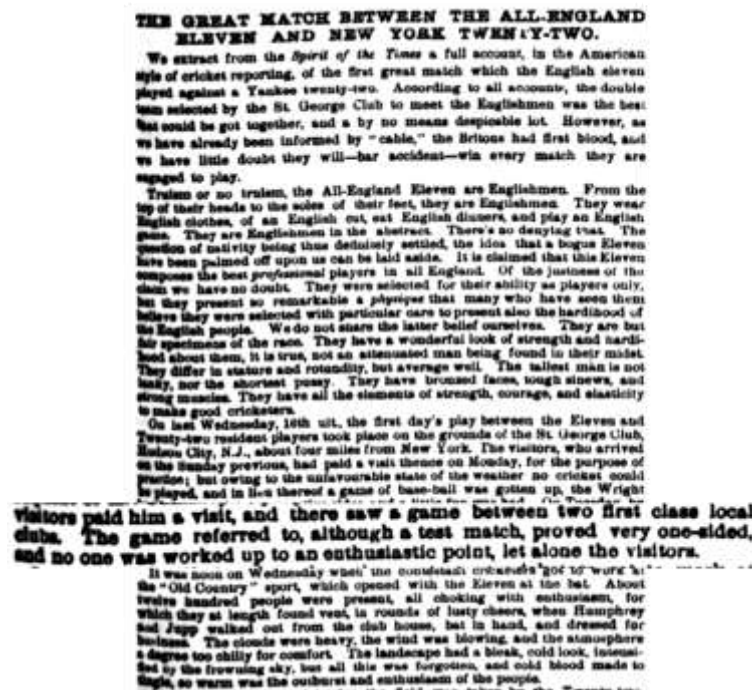 THE GREAT MATCH BETWEEN THE ALL-ENGLAND
ELEVEN AND NEW YORK TWENTY-TWO.
We extract from the Spirit of the Times a full account, in the American
style of cricket reporting, of the first great match which the English eleven
played against a Yankee twenty-two. According to all accounts, the double
team selected by the St. George Club to meet the Englishmen was the best
that could be got together, and a by no means despicable lot. However, as
we have already been informed by "cable," the Britons had first blood, and
we have little doubt they will—bar accident—win every match they are
engaged to play.
Truism or no truism, the All-England Eleven are Englishmen. From the
top of their heads to the soles of their feet, they are Englishmen. They wear
English clothes, of an English cut, eat English dinners, and play an English
game. They are Englishmen in the abstract. There's no denying that. The
question of nativity being thus definitely settled, the idea that a bogus Eleven
have been palmed off upon us can be laid aside. It is claimed that this Eleven
composes the best professional players in all England. Of the justness of the
claim we have no doubt. They were selected for their ability as players only,
but they present so remarkable a physique that many who have seen them
believe they were selected with particular care to present also the hardihood of
the English people. We do not share the latter belief ourselves. They are but
fair specimens of the race. They have a wonderful look of strength and hardi-
hood about them, it is true, not an attenuated man being found in their midst.
They differ in stature and rotundity, but average well. The tallest man is not
lanky, nor the shortest pussy. They have bronzed faces, tough sinews, and
strong muscles. They have all the elements of strength, courage, and elasticity
to make good cricketers.
On last Wednesday, 16th ult., the first day's play between the Eleven and
Twenty-two resident players took place on the grounds of the St. George Club,
Hudson City, N.J., about four miles from New York. The visitors, who arrived
on the Sunday previous, had paid a visit thence on Monday, for the purpose of
practice; but owing to the unfavourable state of the weather no cricket could
be played, and in lieu thereof a game of base-ball was gotten up, the Wright
visitors paid him a visit, and there saw a game between two first class local
clubs. The game referred to, although a test match, proved very one-sided,
and no one was worked up to an enthusiastic point, let alone the visitors.
It was noon on Wednesday when the contestant cricketers got to work at
the "Old Country" sport, which opened with the Eleven at the bat. About
twelve hundred people were present, all choking with enthusiasm, for
which they at length found vent, in rounds of lusty cheers, when Humphrey
and Jupp walked out from the club house, bat in hand, and dressed for
business. The clouds were heavy, the wind was blowing, and the atmosphere
a degree too chilly for comfort. The landscape had a bleak, cold look, intensi-
fied by the frowning sky, but all this was forgotten, and cold blood made to
tingle, so warm was the outburst and enthusiasm of the people.